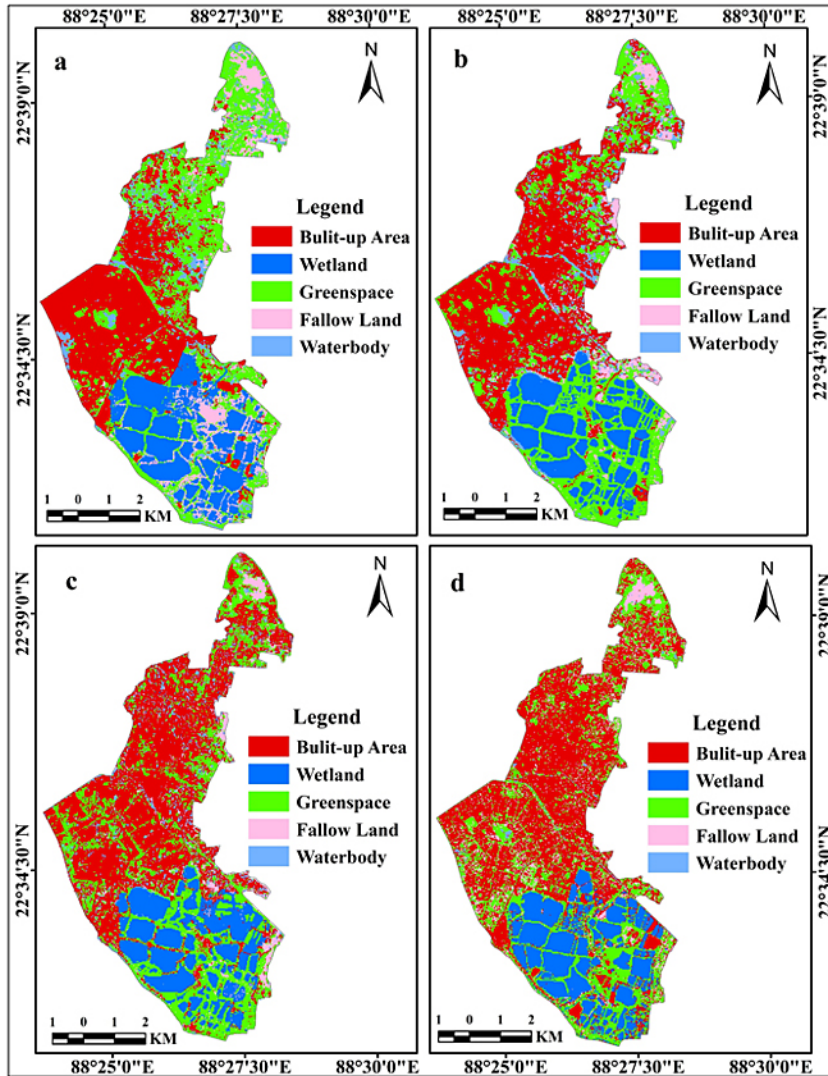 88°25'0"E 88°27'30"E 88°30'0"E 88°25'0"E 88°27'30"E 88°30'0"E
a
N
22°39'0"N
22°34'30"N
Legend
Bulit-up Area
Wetland
Greenspace
Fallow Land
Waterbody
1 0 1 2
KM
b
N
22°39'0"N
22°34'30"N
Legend
Bulit-up Area
Wetland
Greenspace
Fallow Land
Waterbody
1 0 1 2
KM
c
N
22°39'0"N
22°34'30"N
Legend
Bulit-up Area
Wetland
Greenspace
Fallow Land
Waterbody
1 0 1 2
KM
d
N
22°39'0"N
22°34'30"N
Legend
Bulit-up Area
Wetland
Greenspace
Fallow Land
Waterbody
1 0 1 2
KM
88°25'0"E 88°27'30"E 88°30'0"E 88°25'0"E 88°27'30"E 88°30'0"E